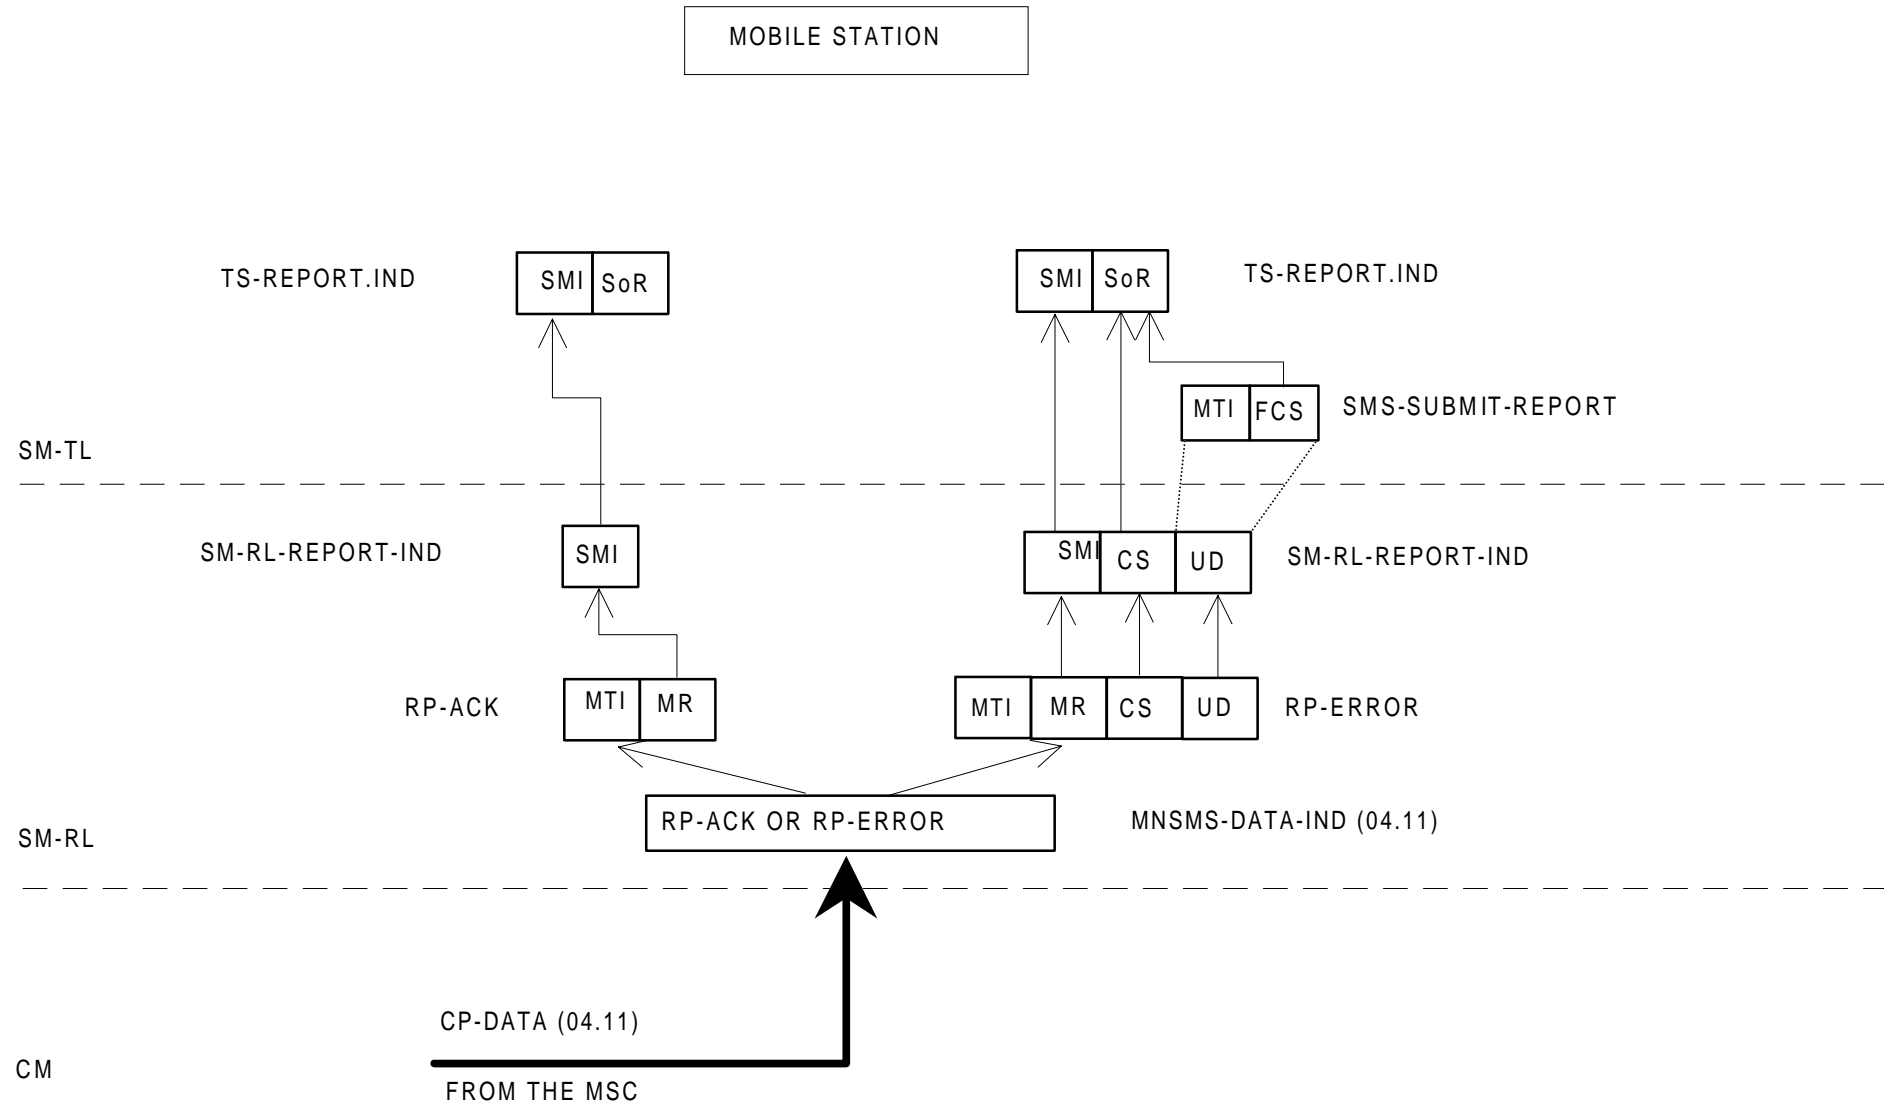 MOBILE STATION
TS-REPORT.IND
SMI SoR
SMI SoR
TS-REPORT.IND
MTI FCS
SMS-SUBMIT-REPORT
SM-TL
SM-RL-REPORT-IND
SMI
SMI CS UD
SM-RL-REPORT-IND
RP-ACK
MTI MR
MTI MR CS UD
RP-ERROR
RP-ACK OR RP-ERROR
MNSMS-DATA-IND (04.11)
SM-RL
CP-DATA (04.11)
CM
FROM THE MSC